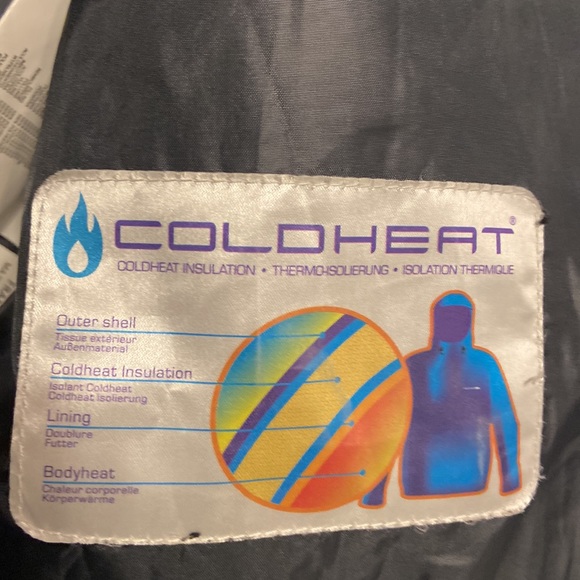 COLDHEAT®
COLDHEAT INSULATION • THERMO-ISOLIERUNG • ISOLATION THERMIQUE
Outer shell
Tissue extérieur
Außenmaterial
Coldheat Insulation
Isolant Coldheat
Coldheat Isolierung
Lining
Doublure
Futter
Bodyheat
Chaleur corporelle
Körperwärme